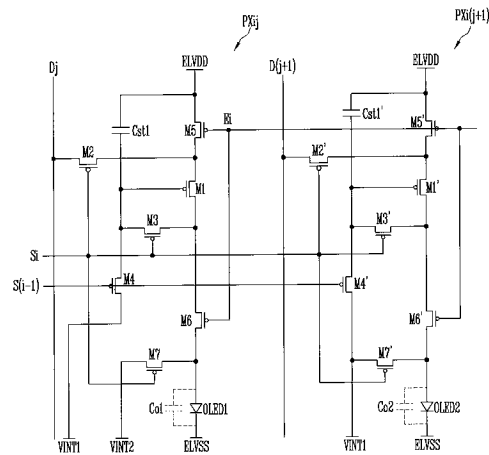 PXij
PXi(j+1)
Dj
ELVDD
D(j+1)
ELVDD
Cst1
M5
Ei
Cst1'
M5'
M2
M2'
M1
M1'
M3
M3'
Si
S(i-1)
M4
M4'
M6
M6'
M7
M7'
Co1
OLED1
Co2
OLED2
VINT1
VINT2
ELVSS
VINT1
ELVSS